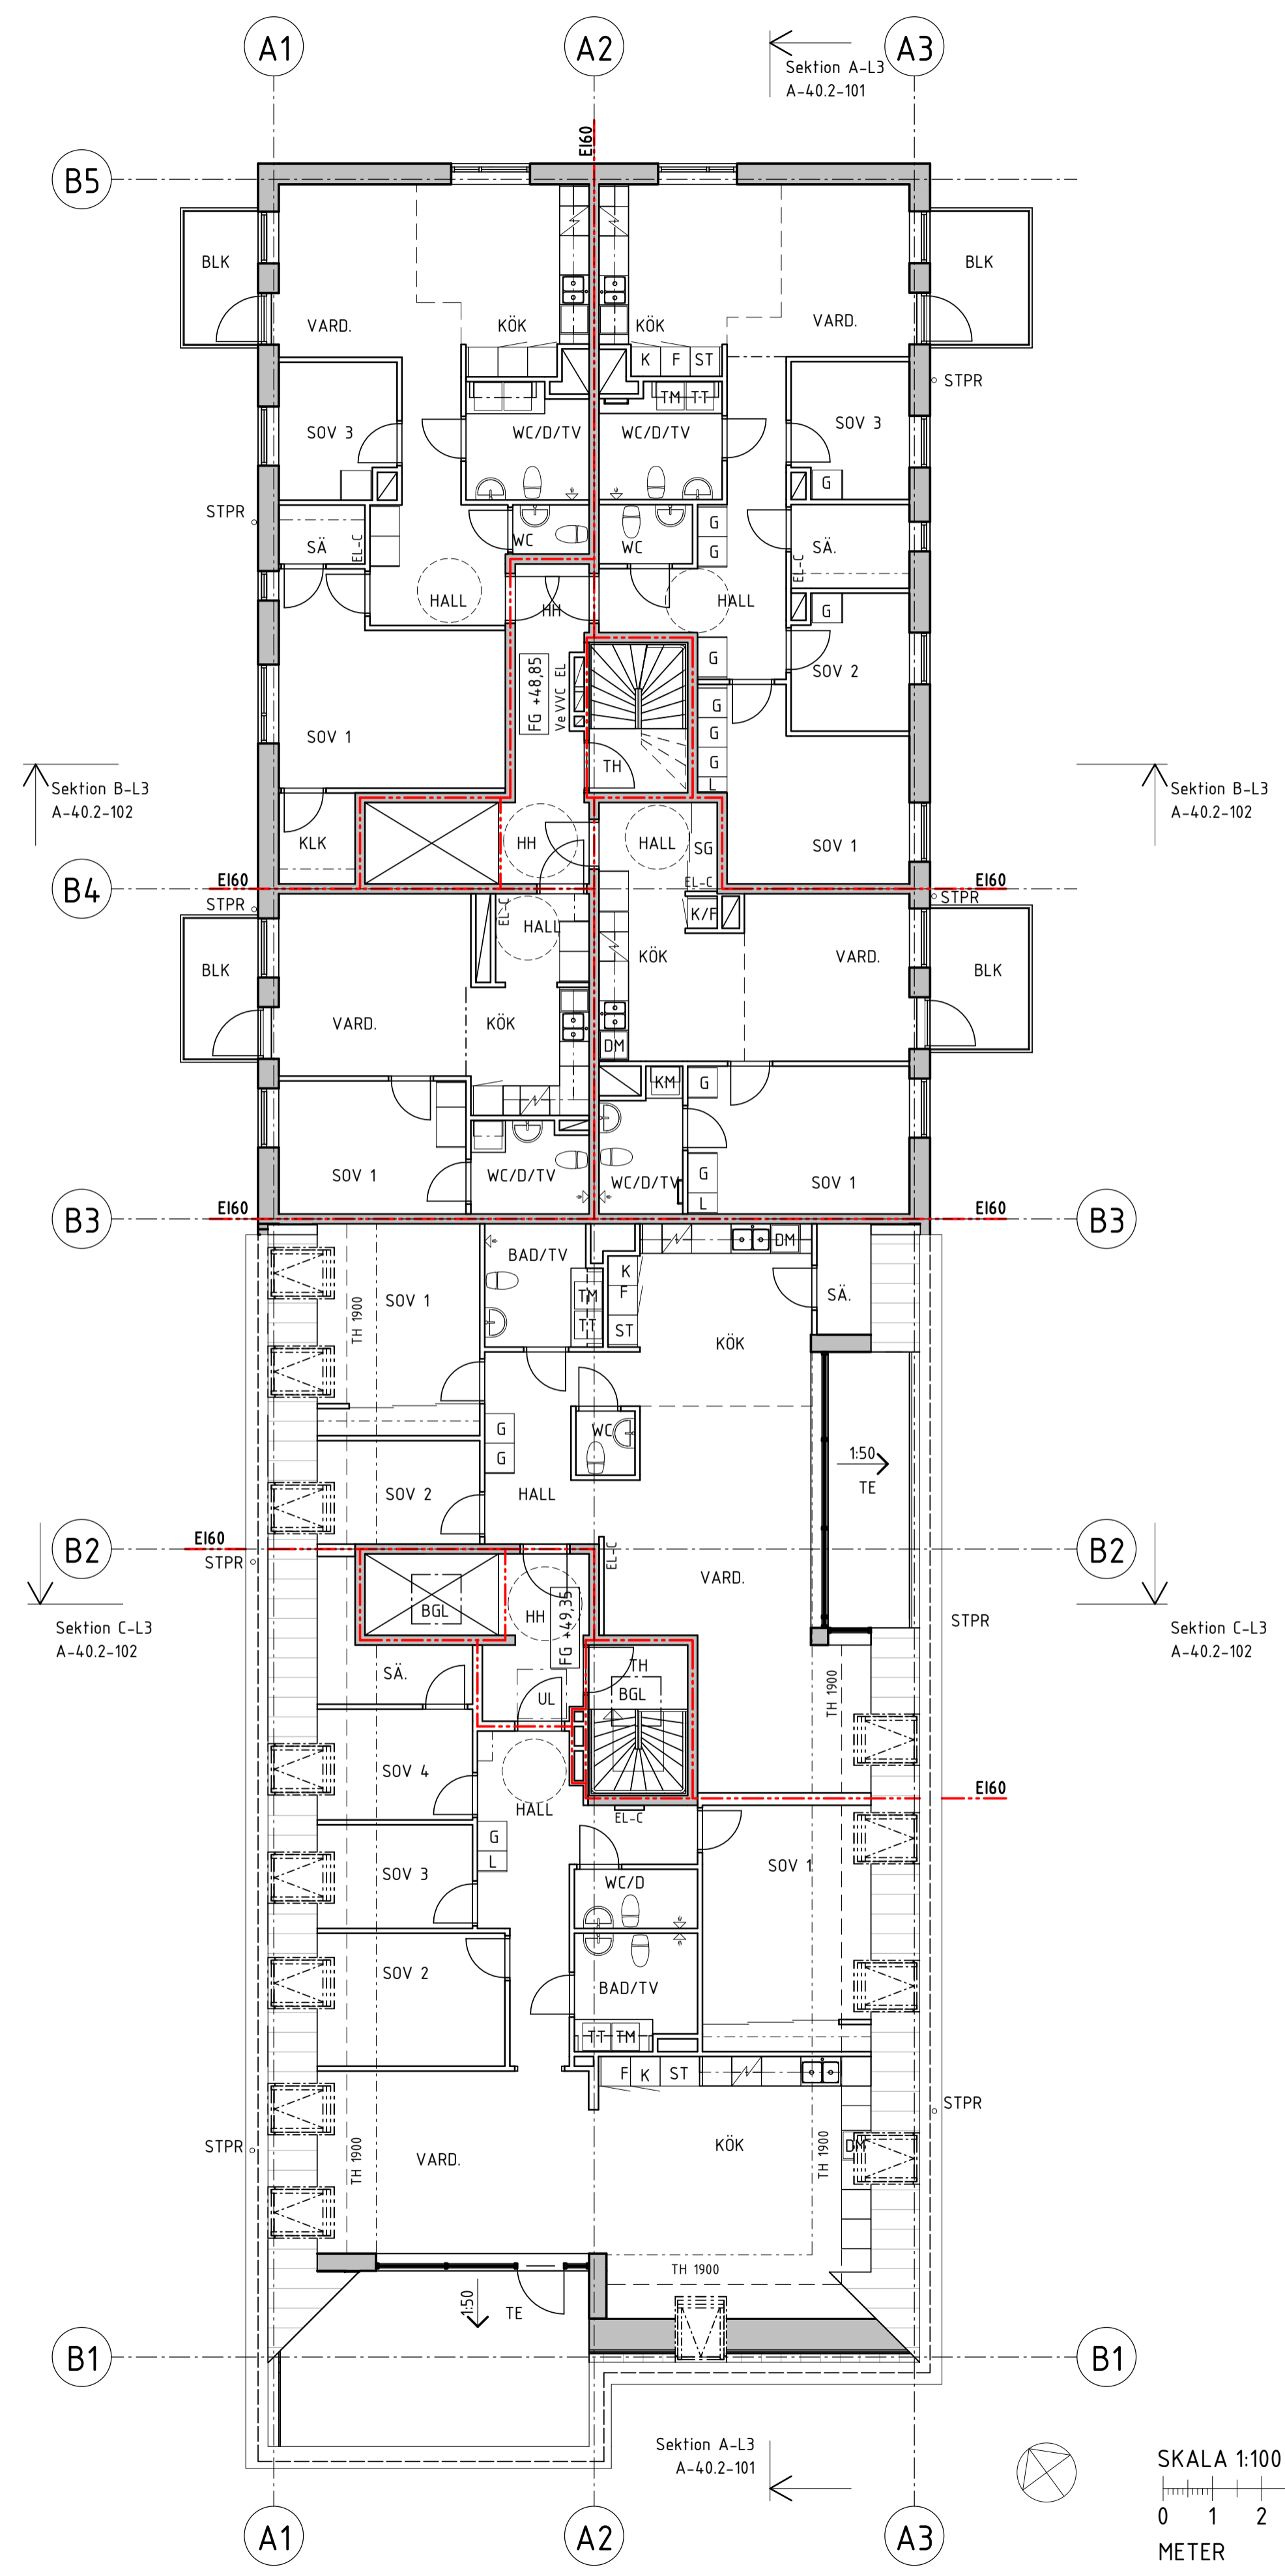 A1
A2
A3
Sektion A-L3
A-40.2-101
EI60
B5
BLK
BLK
VARD.
KÖK
KÖK
VARD.
K
F
ST
STPR
TM
TT
SOV 3
WC/D/TV
WC/D/TV
SOV 3
G
STPR
G
SÄ
EL-C
WC
WC
G
SÄ.
EL-C
HALL
HH
HALL
G
G
SOV 2
FG +48,85
Ve VVC EL
G
SOV 1
G
TH
G
L
Sektion B-L3
A-40.2-102
Sektion B-L3
A-40.2-102
KLK
HH
HALL
SG
SOV 1
EI60
EL-C
EI60
B4
STPR
STPR
EL-C
HALL
K/F
BLK
KÖK
VARD.
BLK
VARD.
KÖK
DM
KM
G
SOV 1
WC/D/TV
WC/D/TV
G
SOV 1
L
EI60
EI60
B3
B3
BAD/TV
DM
K
F
SOV 1
TH 1900
TM
TT
ST
SÄ.
KÖK
G
WC
G
1:50
TE
SOV 2
HALL
EI60
B2
B2
STPR
EL-C
VARD.
BGL
HH
FG +49,35
STPR
Sektion C-L3
A-40.2-102
Sektion C-L3
A-40.2-102
SÄ.
TH
BGL
UL
TH 1900
SOV 4
EI60
HALL
EL-C
G
L
SOV 1
SOV 3
WC/D
SOV 2
BAD/TV
TT
TM
F
K
ST
STPR
STPR
VARD.
TH 1900
KÖK
TH 1900
DM
TH 1900
1:50
TE
B1
B1
Sektion A-L3
A-40.2-101
SKALA 1:100
0
1
2
METER
A1
A2
A3